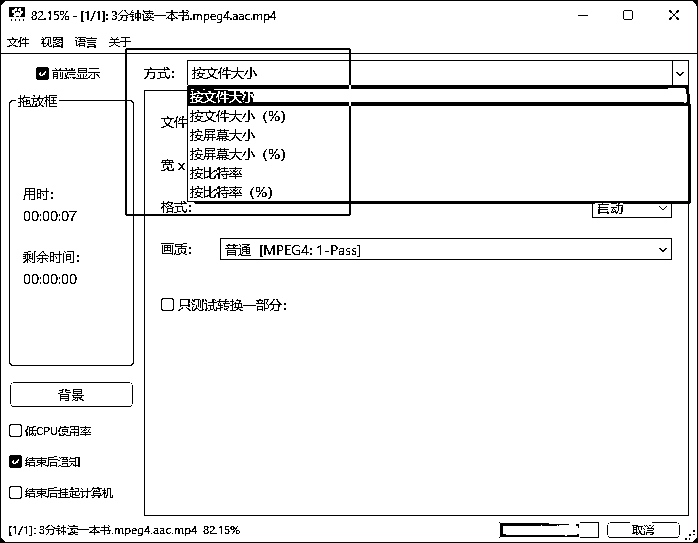 82.15% - [1/1]: 3分钟读一本书.mpeg4.aac.mp4
文件 视图 语言 关于
前端显示
方式: 按文件大小
拖放框
按文件大小
文件 按文件大小（%）
按屏幕大小
宽 x 按屏幕大小（%）
按比特率
用时: 按比特率（%）
格式: 自动
00:00:07
画质: 普通 [MPEG4: 1-Pass]
剩余时间:
00:00:00
只测试转换一部分:
背景
低CPU使用率
结束后通知
结束后挂起计算机
[1/1]: 3分钟读一本书.mpeg4.aac.mp4 82.15%
取消